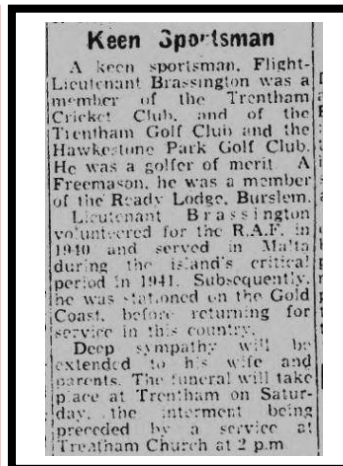 Keen Sportsman
A keen sportsman, Flight-
Lieutenant Brassington was a
member of the Trentham
Cricket Club, and of the
Trentham Golf Club and the
Hawkestone Park Golf Club.
He was a golfer of merit. A
Freemason, he was a member
of the Ready Lodge, Burslem.
Lieutenant Brassington
volunteered for the R.A.F. in
1940 and served in Malta
during the island's critical
period in 1941. Subsequently,
he was stationed on the Gold
Coast, before returning for
service in this country.
Deep sympathy will be
extended to his wife and
parents. The funeral will take
place at Trentham on Satur-
day, the interment being
preceded by a service at
Trentham Church at 2 p.m.